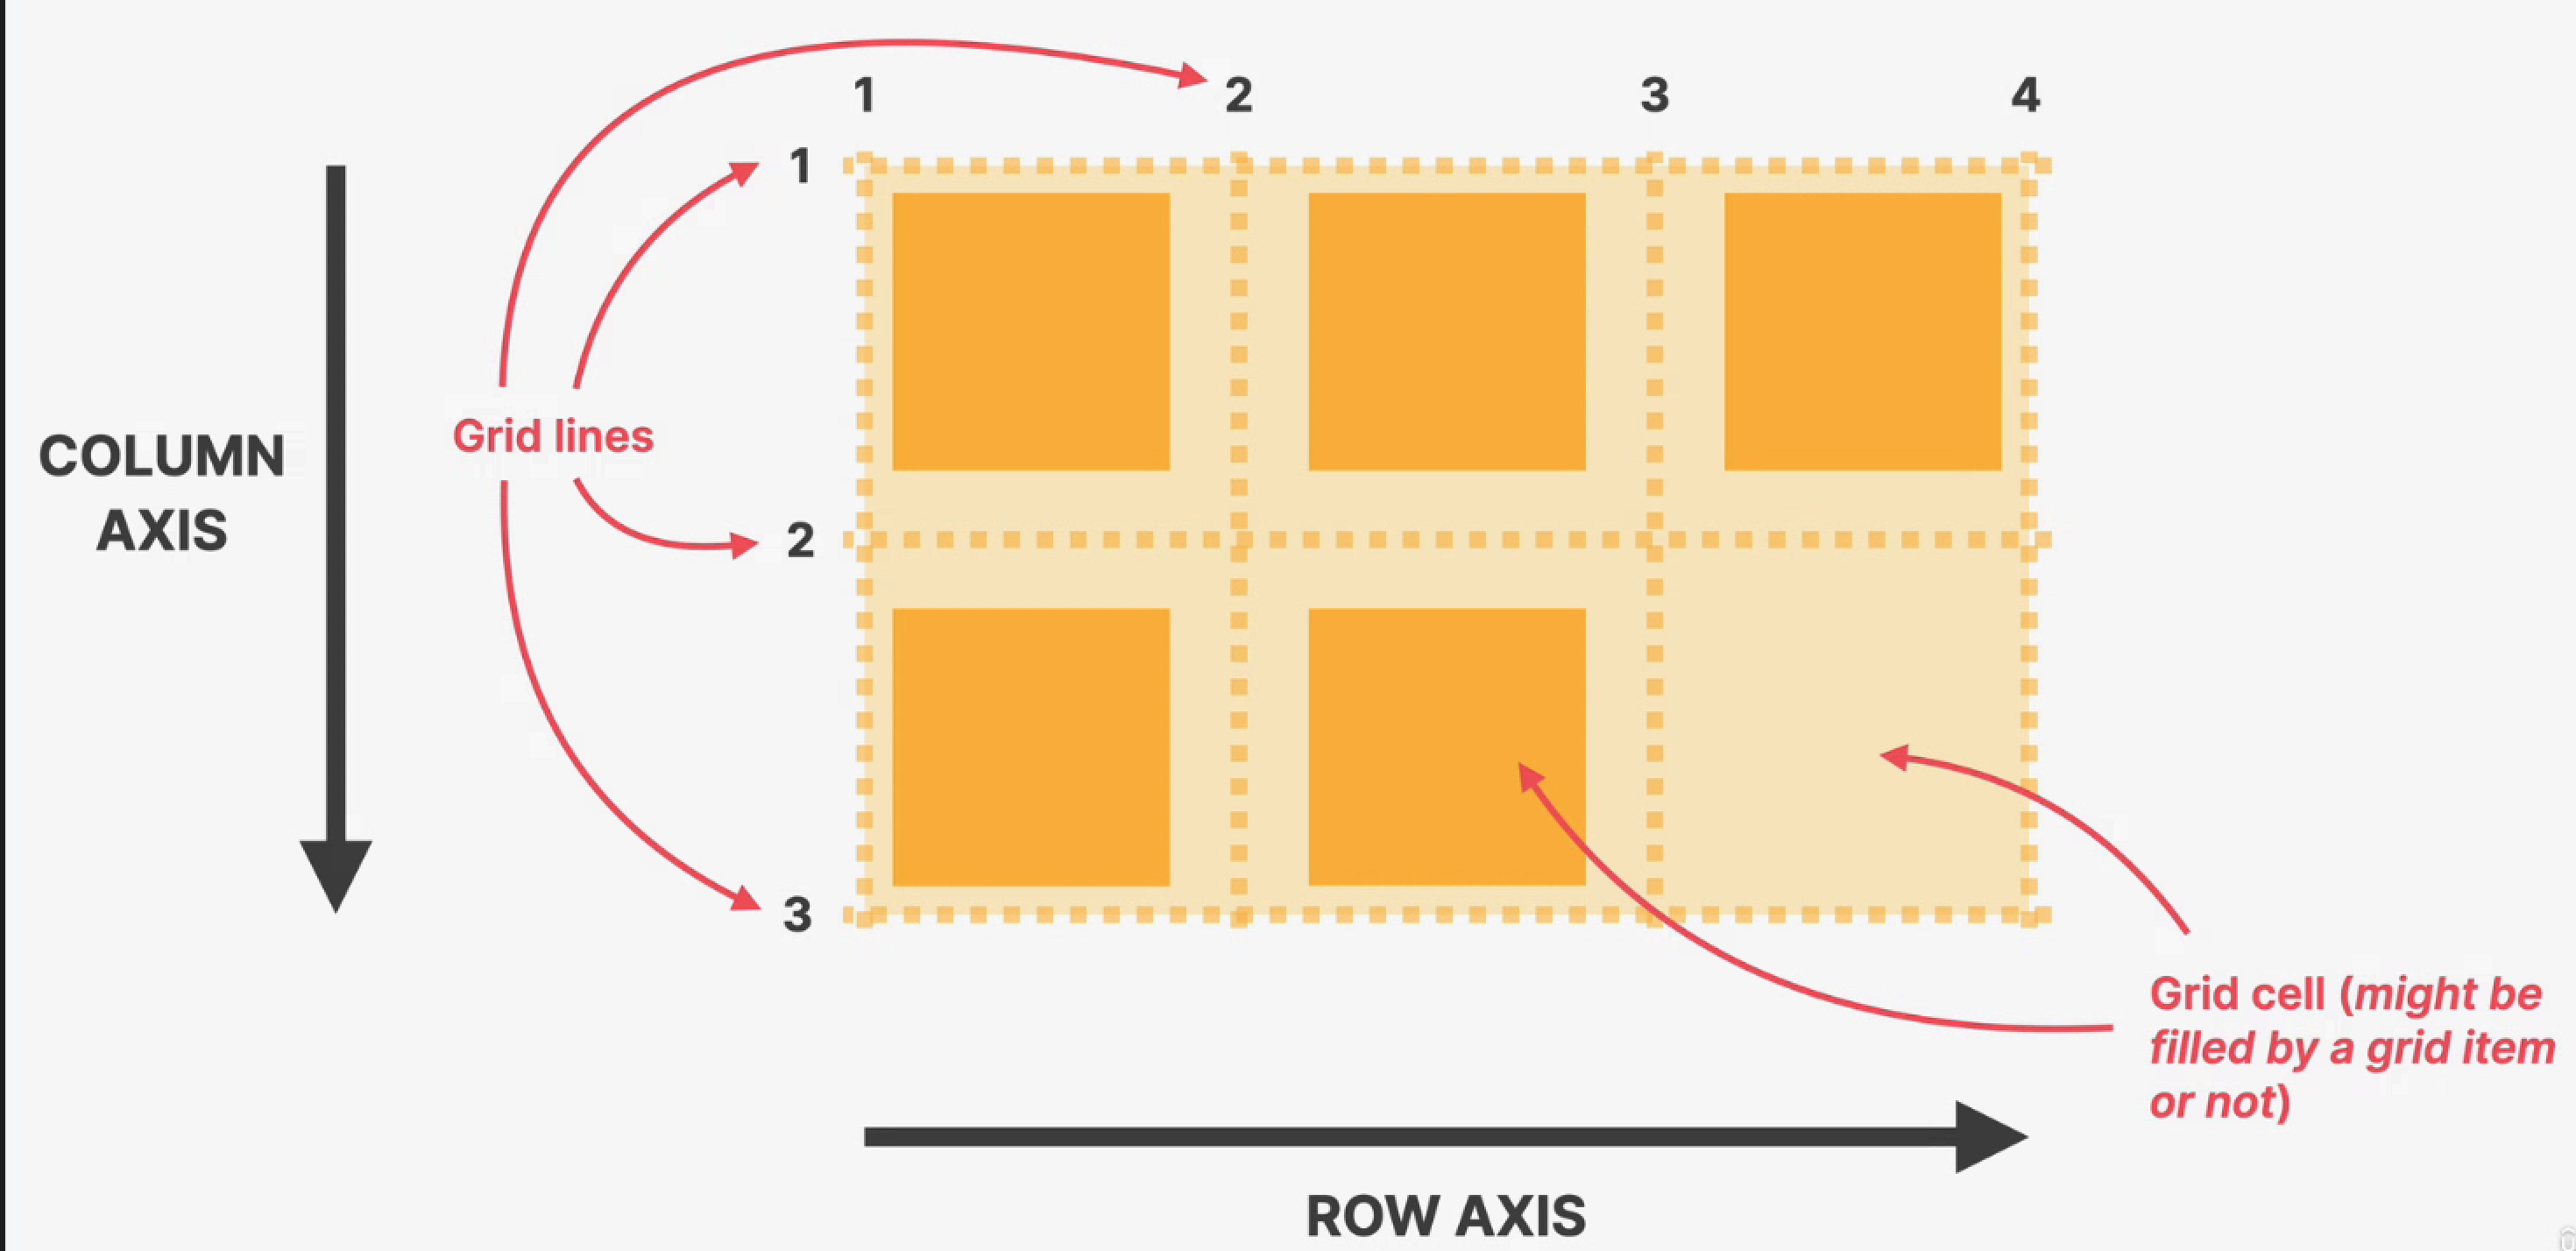 1 2 3 4
1
Grid lines
COLUMN
AXIS
2
3
Grid cell (might be
filled by a grid item
or not)
ROW AXIS